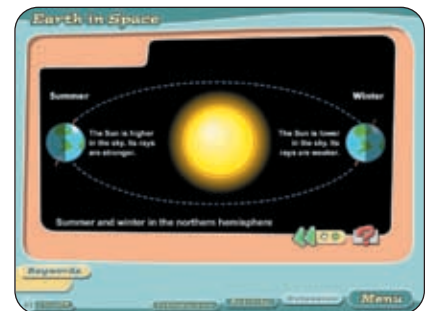 Earth in Space
Summer
Winter
The Sun is higher
in the sky. Its rays
are stronger.
The Sun is lower
in the sky. Its
rays are weaker.
Summer and winter in the northern hemisphere
Keywords
Menu